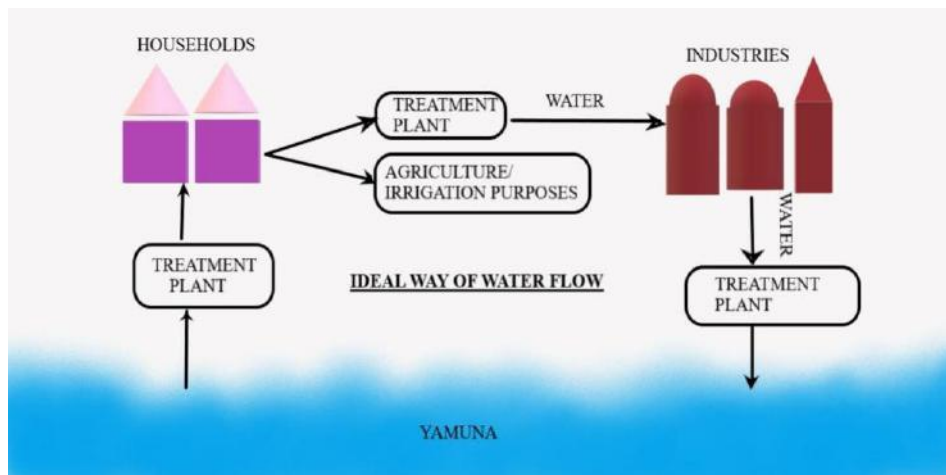 HOUSEHOLDS
INDUSTRIES
TREATMENT
PLANT
WATER
AGRICULTURE/
IRRIGATION PURPOSES
WATER
TREATMENT
PLANT
IDEAL WAY OF WATER FLOW
TREATMENT
PLANT
YAMUNA